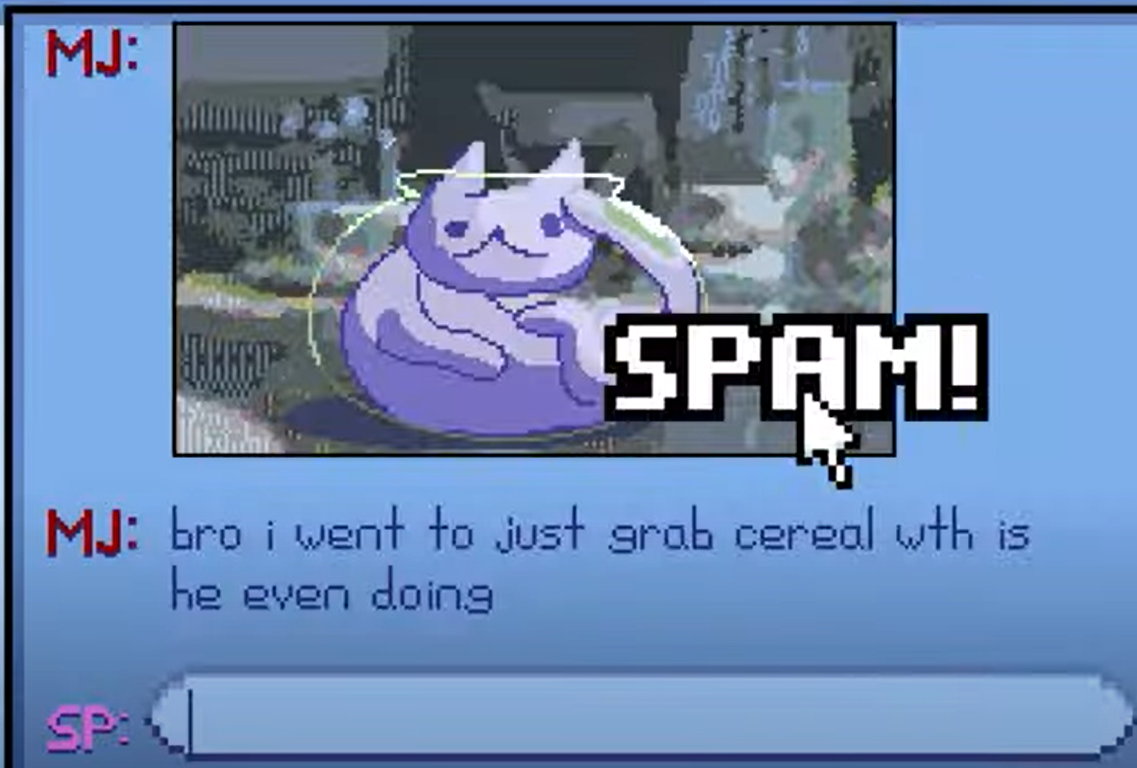 MJ:
SPAM!
MJ: bro i went to just grab cereal wth is
he even doing
SP: